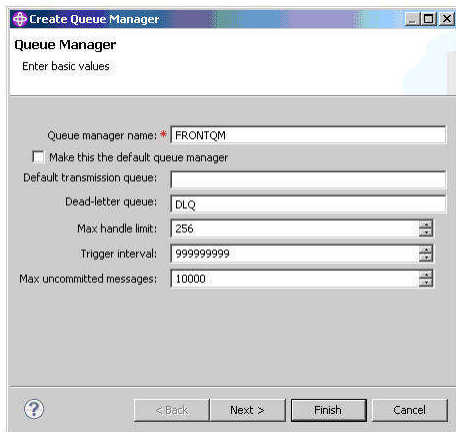 Create Queue Manager
Queue Manager
Enter basic values
Queue manager name: * FRONTQM
Make this the default queue manager
Default transmission queue:
Dead-letter queue: DLQ
Max handle limit: 256
Trigger interval: 999999999
Max uncommitted messages: 10000
? < Back Next > Finish Cancel